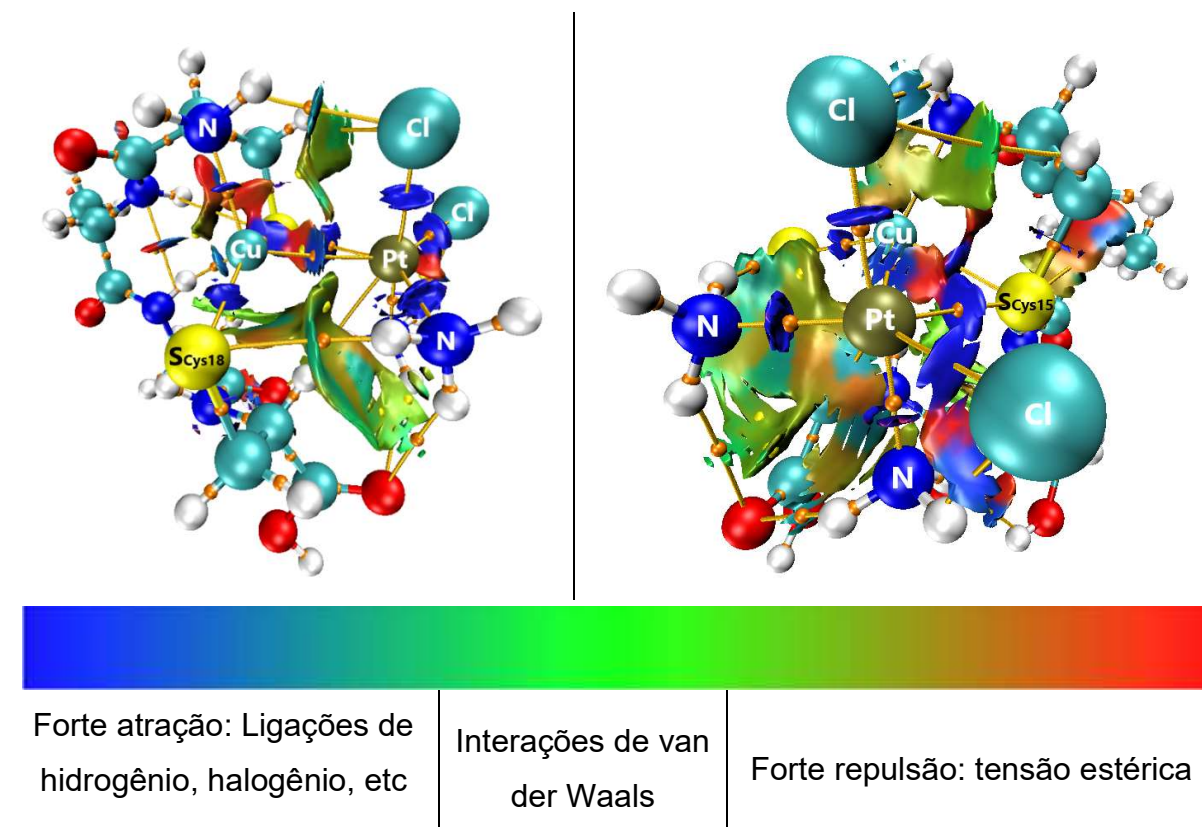 N
Cl
Cl
Cu
Pt
N
SCys18
Cl
Cu
N
Pt
SCys15
Cl
N
Forte atração: Ligações de
hidrogênio, halogênio, etc
Interações de van
der Waals
Forte repulsão: tensão estérica